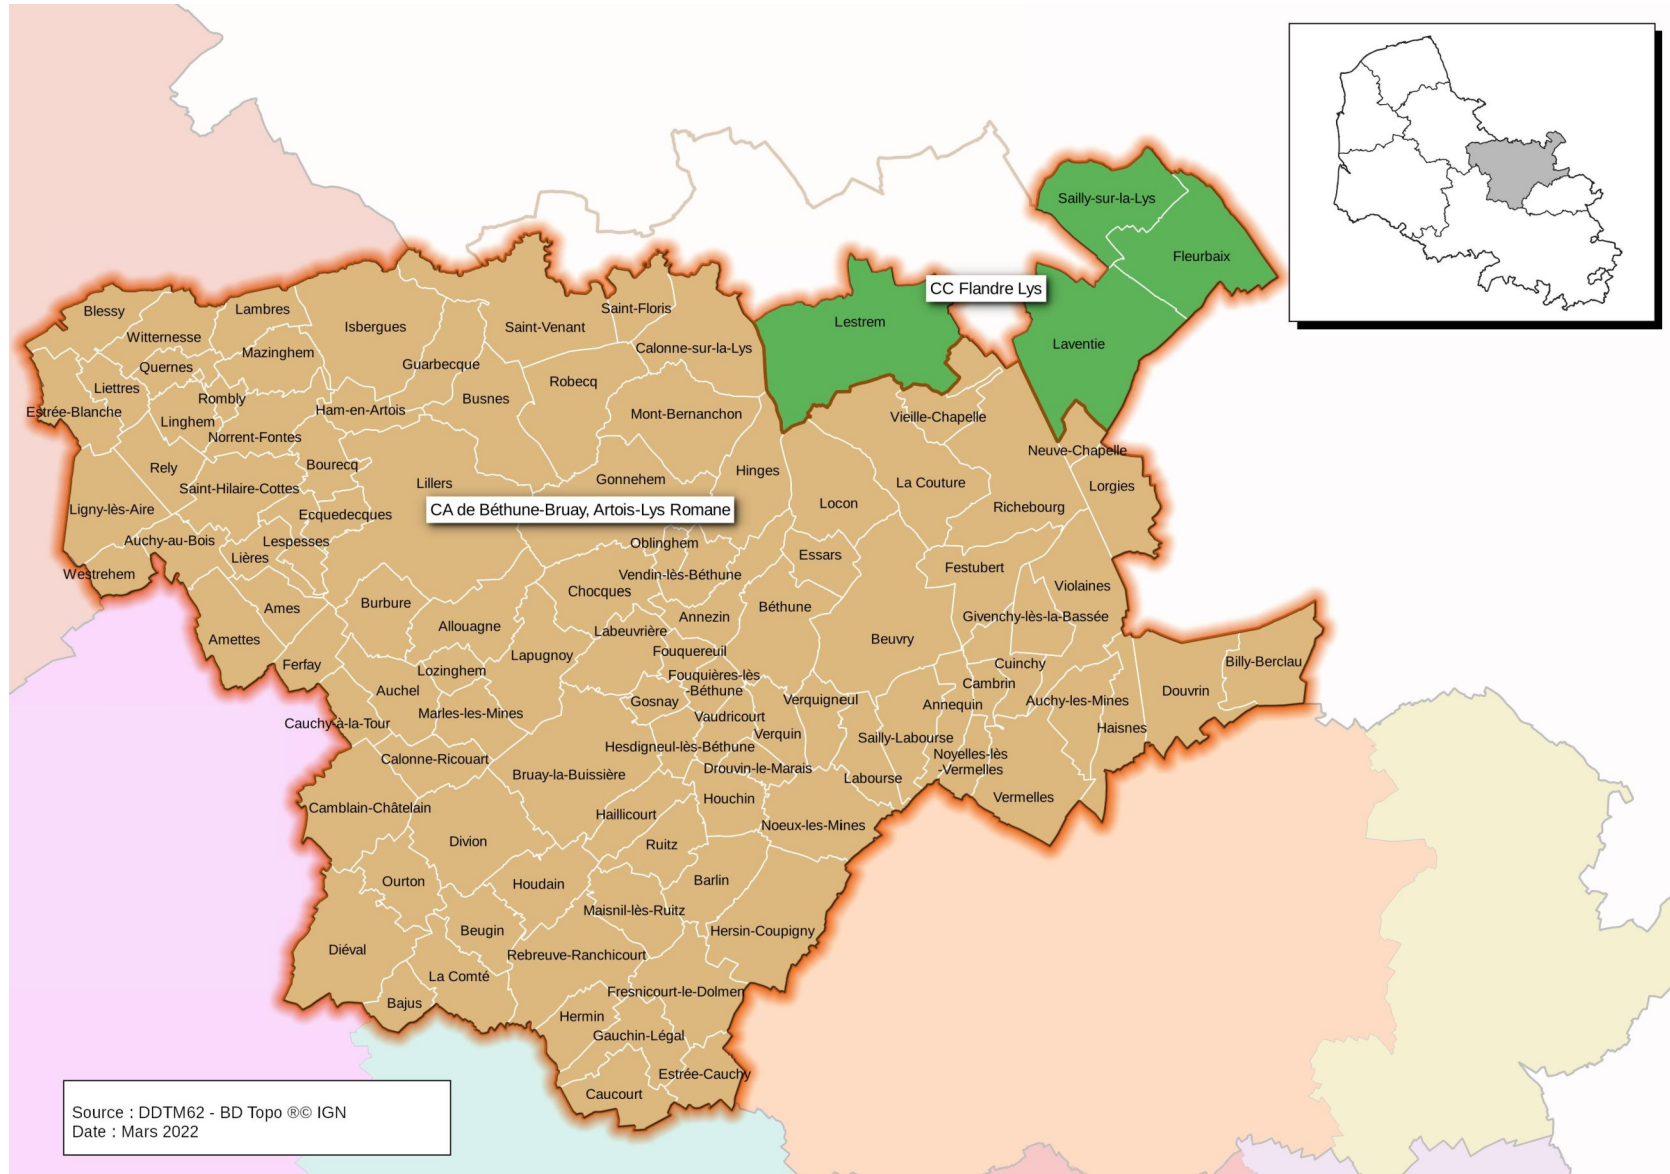 Sailly-sur-la-Lys
Fleurbaix
CC Flandre Lys
Lestrem
Laventie
Blessy
Lambres
Saint-Floris
Isbergues
Saint-Venant
Witternesse
Calonne-sur-la-Lys
Mazinghem
Quernes
Guarbecque
Robecq
Liettres
Rombly
Busnes
Estrée-Blanche
Ham-en-Artois
Mont-Bernanchon
Vieille-Chapelle
Linghem
Norrent-Fontes
Neuve-Chapelle
Rely
Bourecq
Hinges
Gonnehem
Lillers
La Couture
Lorgies
Saint-Hilaire-Cottes
Locon
Richebourg
Ligny-lès-Aire
CA de Béthune-Bruay, Artois-Lys Romane
Ecquedecques
Auchy-au-Bois
Lespesses
Oblinghem
Lières
Essars
Westrehem
Vendin-lès-Béthune
Festubert
Violaines
Chocques
Burbure
Ames
Béthune
Annezin
Givenchy-lès-la-Bassée
Allouagne
Labeuvrière
Amettes
Beuvry
Fouquereuil
Lapugnoy
Ferfay
Lozinghem
Cuinchy
Billy-Berclau
Fouquières-lès
-Béthune
Cambrin
Auchel
Douvrin
Gosnay
Verquigneul
Auchy-les-Mines
Annequin
Marles-les-Mines
Vaudricourt
Cauchy-à-la-Tour
Haisnes
Verquin
Sailly-Labourse
Hesdigneul-lès-Béthune
Noyelles-lès
-Vermelles
Calonne-Ricouart
Drouvin-le-Marais
Bruay-la-Buissière
Labourse
Houchin
Vermelles
Camblain-Châtelain
Haillicourt
Noeux-les-Mines
Divion
Ruitz
Ourton
Houdain
Barlin
Maisnil-lès-Ruitz
Beugin
Hersin-Coupigny
Diéval
Rebreuve-Ranchicourt
La Comté
Fresnicourt-le-Dolmen
Bajus
Hermin
Gauchin-Légal
Estrée-Cauchy
Caucourt
Source : DDTM62 - BD Topo ®© IGN
Date : Mars 2022